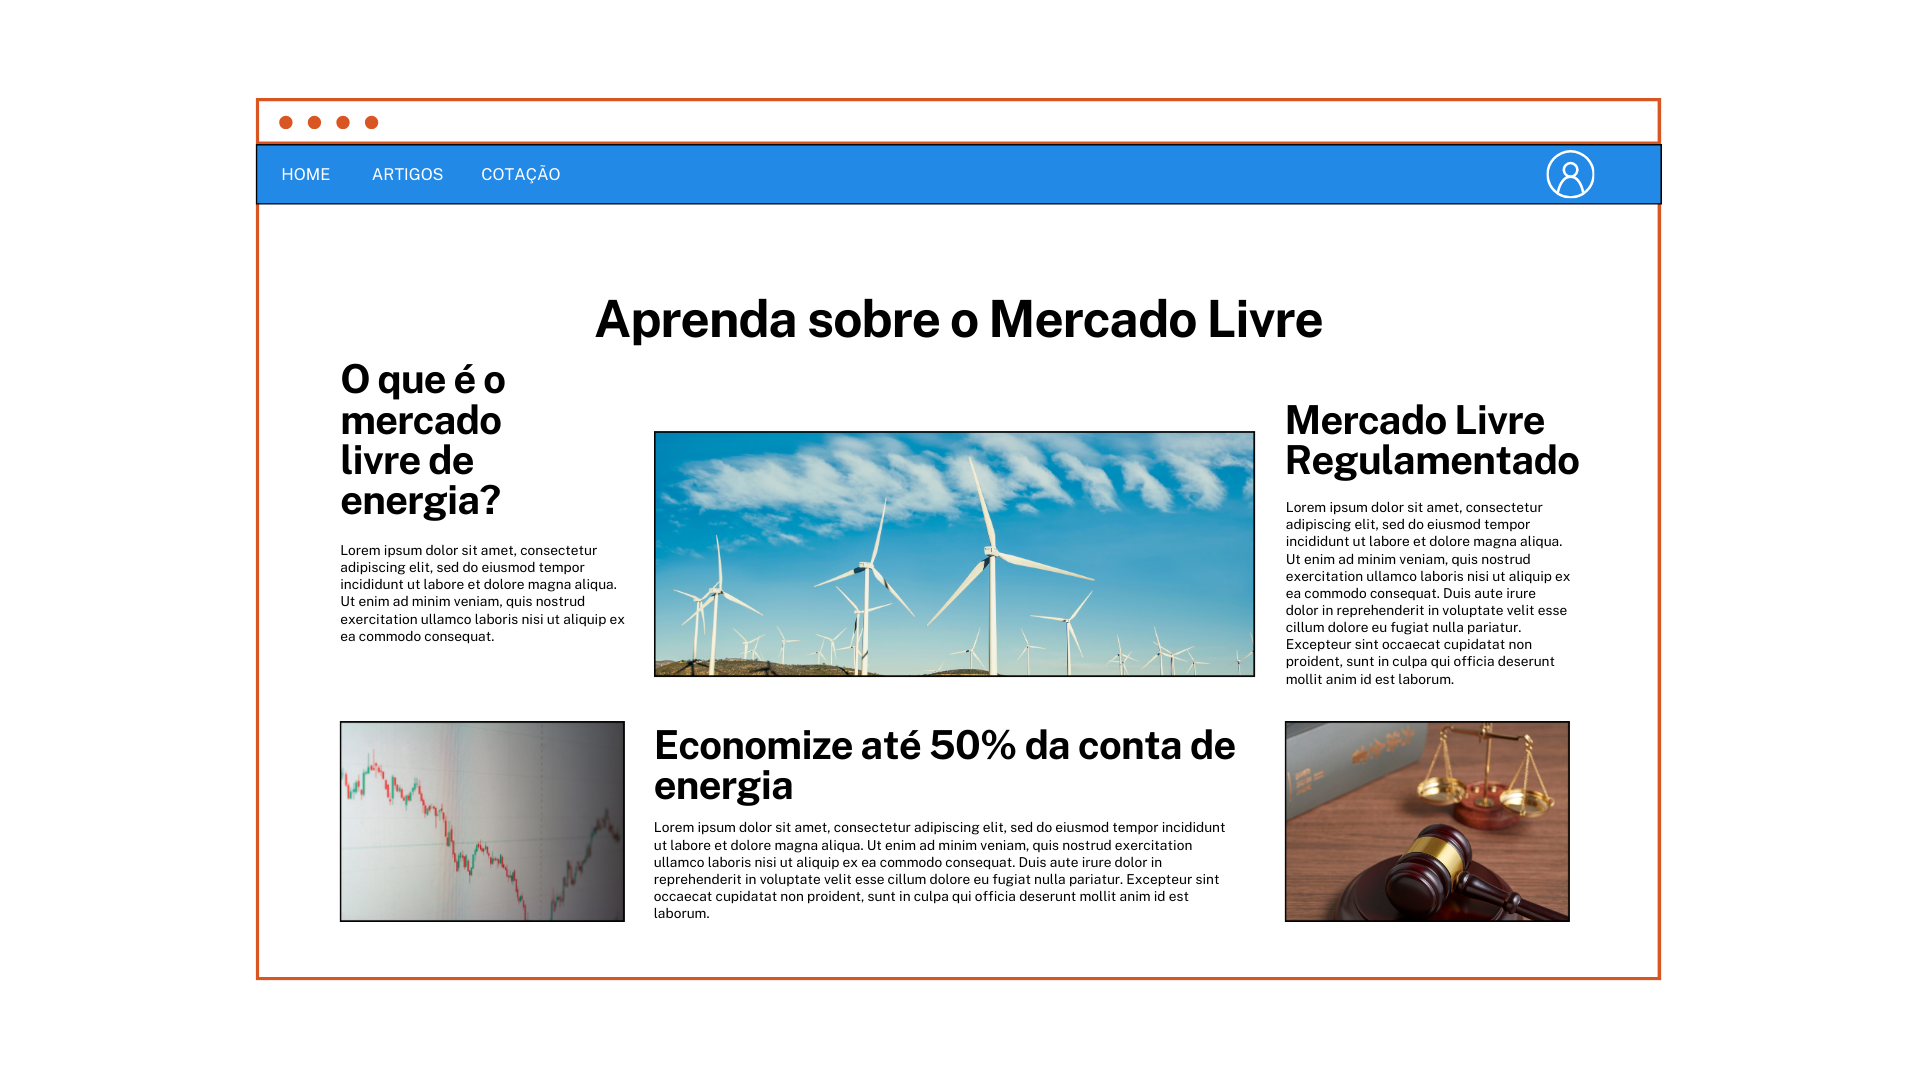 HOME
ARTIGOS
COTAÇÃO
Aprenda sobre o Mercado Livre
O que é o
mercado
livre de
energia?
Lorem ipsum dolor sit amet, consectetur
adipiscing elit, sed do eiusmod tempor
incididunt ut labore et dolore magna aliqua.
Ut enim ad minim veniam, quis nostrud
exercitation ullamco laboris nisi ut aliquip ex
ea commodo consequat.
Mercado Livre
Regulamentado
Lorem ipsum dolor sit amet, consectetur
adipiscing elit, sed do eiusmod tempor
incididunt ut labore et dolore magna aliqua.
Ut enim ad minim veniam, quis nostrud
exercitation ullamco laboris nisi ut aliquip ex
ea commodo consequat. Duis aute irure
dolor in reprehenderit in voluptate velit esse
cillum dolore eu fugiat nulla pariatur.
Excepteur sint occaecat cupidatat non
proident, sunt in culpa qui officia deserunt
mollit anim id est laborum.
Economize até 50% da conta de
energia
Lorem ipsum dolor sit amet, consectetur adipiscing elit, sed do eiusmod tempor incididunt
ut labore et dolore magna aliqua. Ut enim ad minim veniam, quis nostrud exercitation
ullamco laboris nisi ut aliquip ex ea commodo consequat. Duis aute irure dolor in
reprehenderit in voluptate velit esse cillum dolore eu fugiat nulla pariatur. Excepteur sint
occaecat cupidatat non proident, sunt in culpa qui officia deserunt mollit anim id est
laborum.